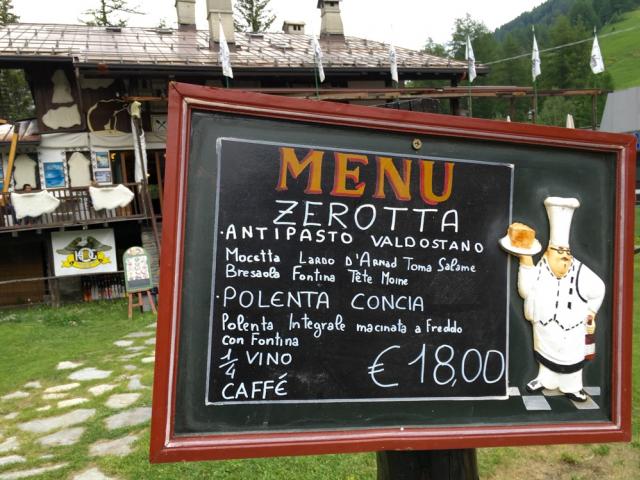 MENU
ZEROTTA
·ANTIPASTO VALDOSTANO
Mocetta Lardo D'Arnad Toma Salame
Bresaola Fontina Tête Moine
·POLENTA CONCIA
Polenta Integrale macinata a Freddo
con Fontina
1/4 VINO
CAFFÉ
€18,00